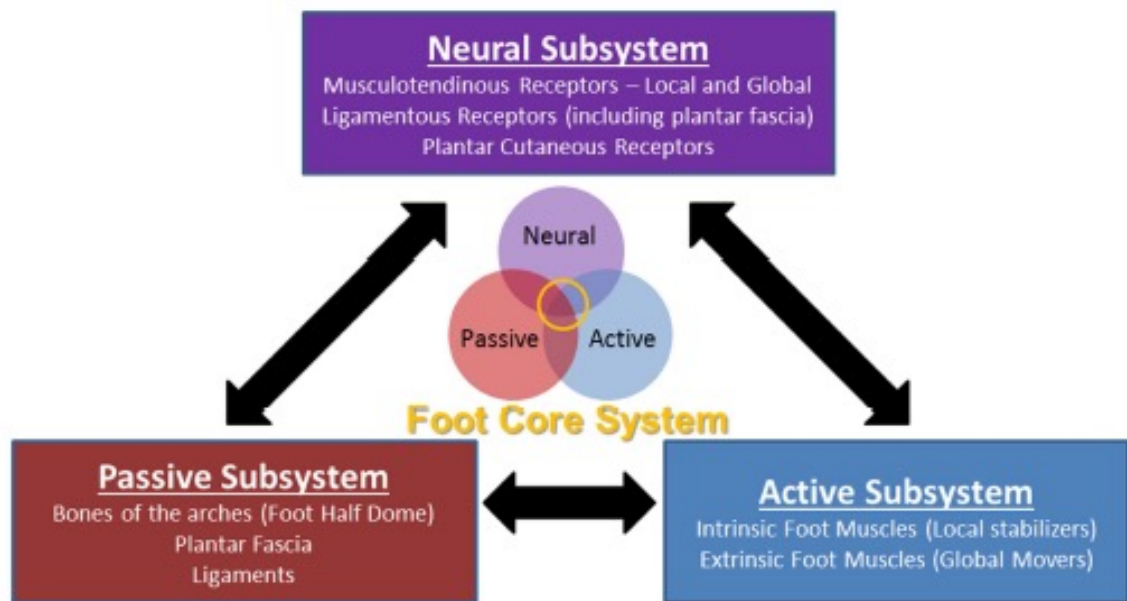 Neural Subsystem
Musculotendinous Receptors – Local and Global
Ligamentous Receptors (including plantar fascia)
Plantar Cutaneous Receptors
Neural
Passive
Active
Foot Core System
Passive Subsystem
Bones of the arches (Foot Half Dome)
Plantar Fascia
Ligaments
Active Subsystem
Intrinsic Foot Muscles (Local stabilizers)
Extrinsic Foot Muscles (Global Movers)